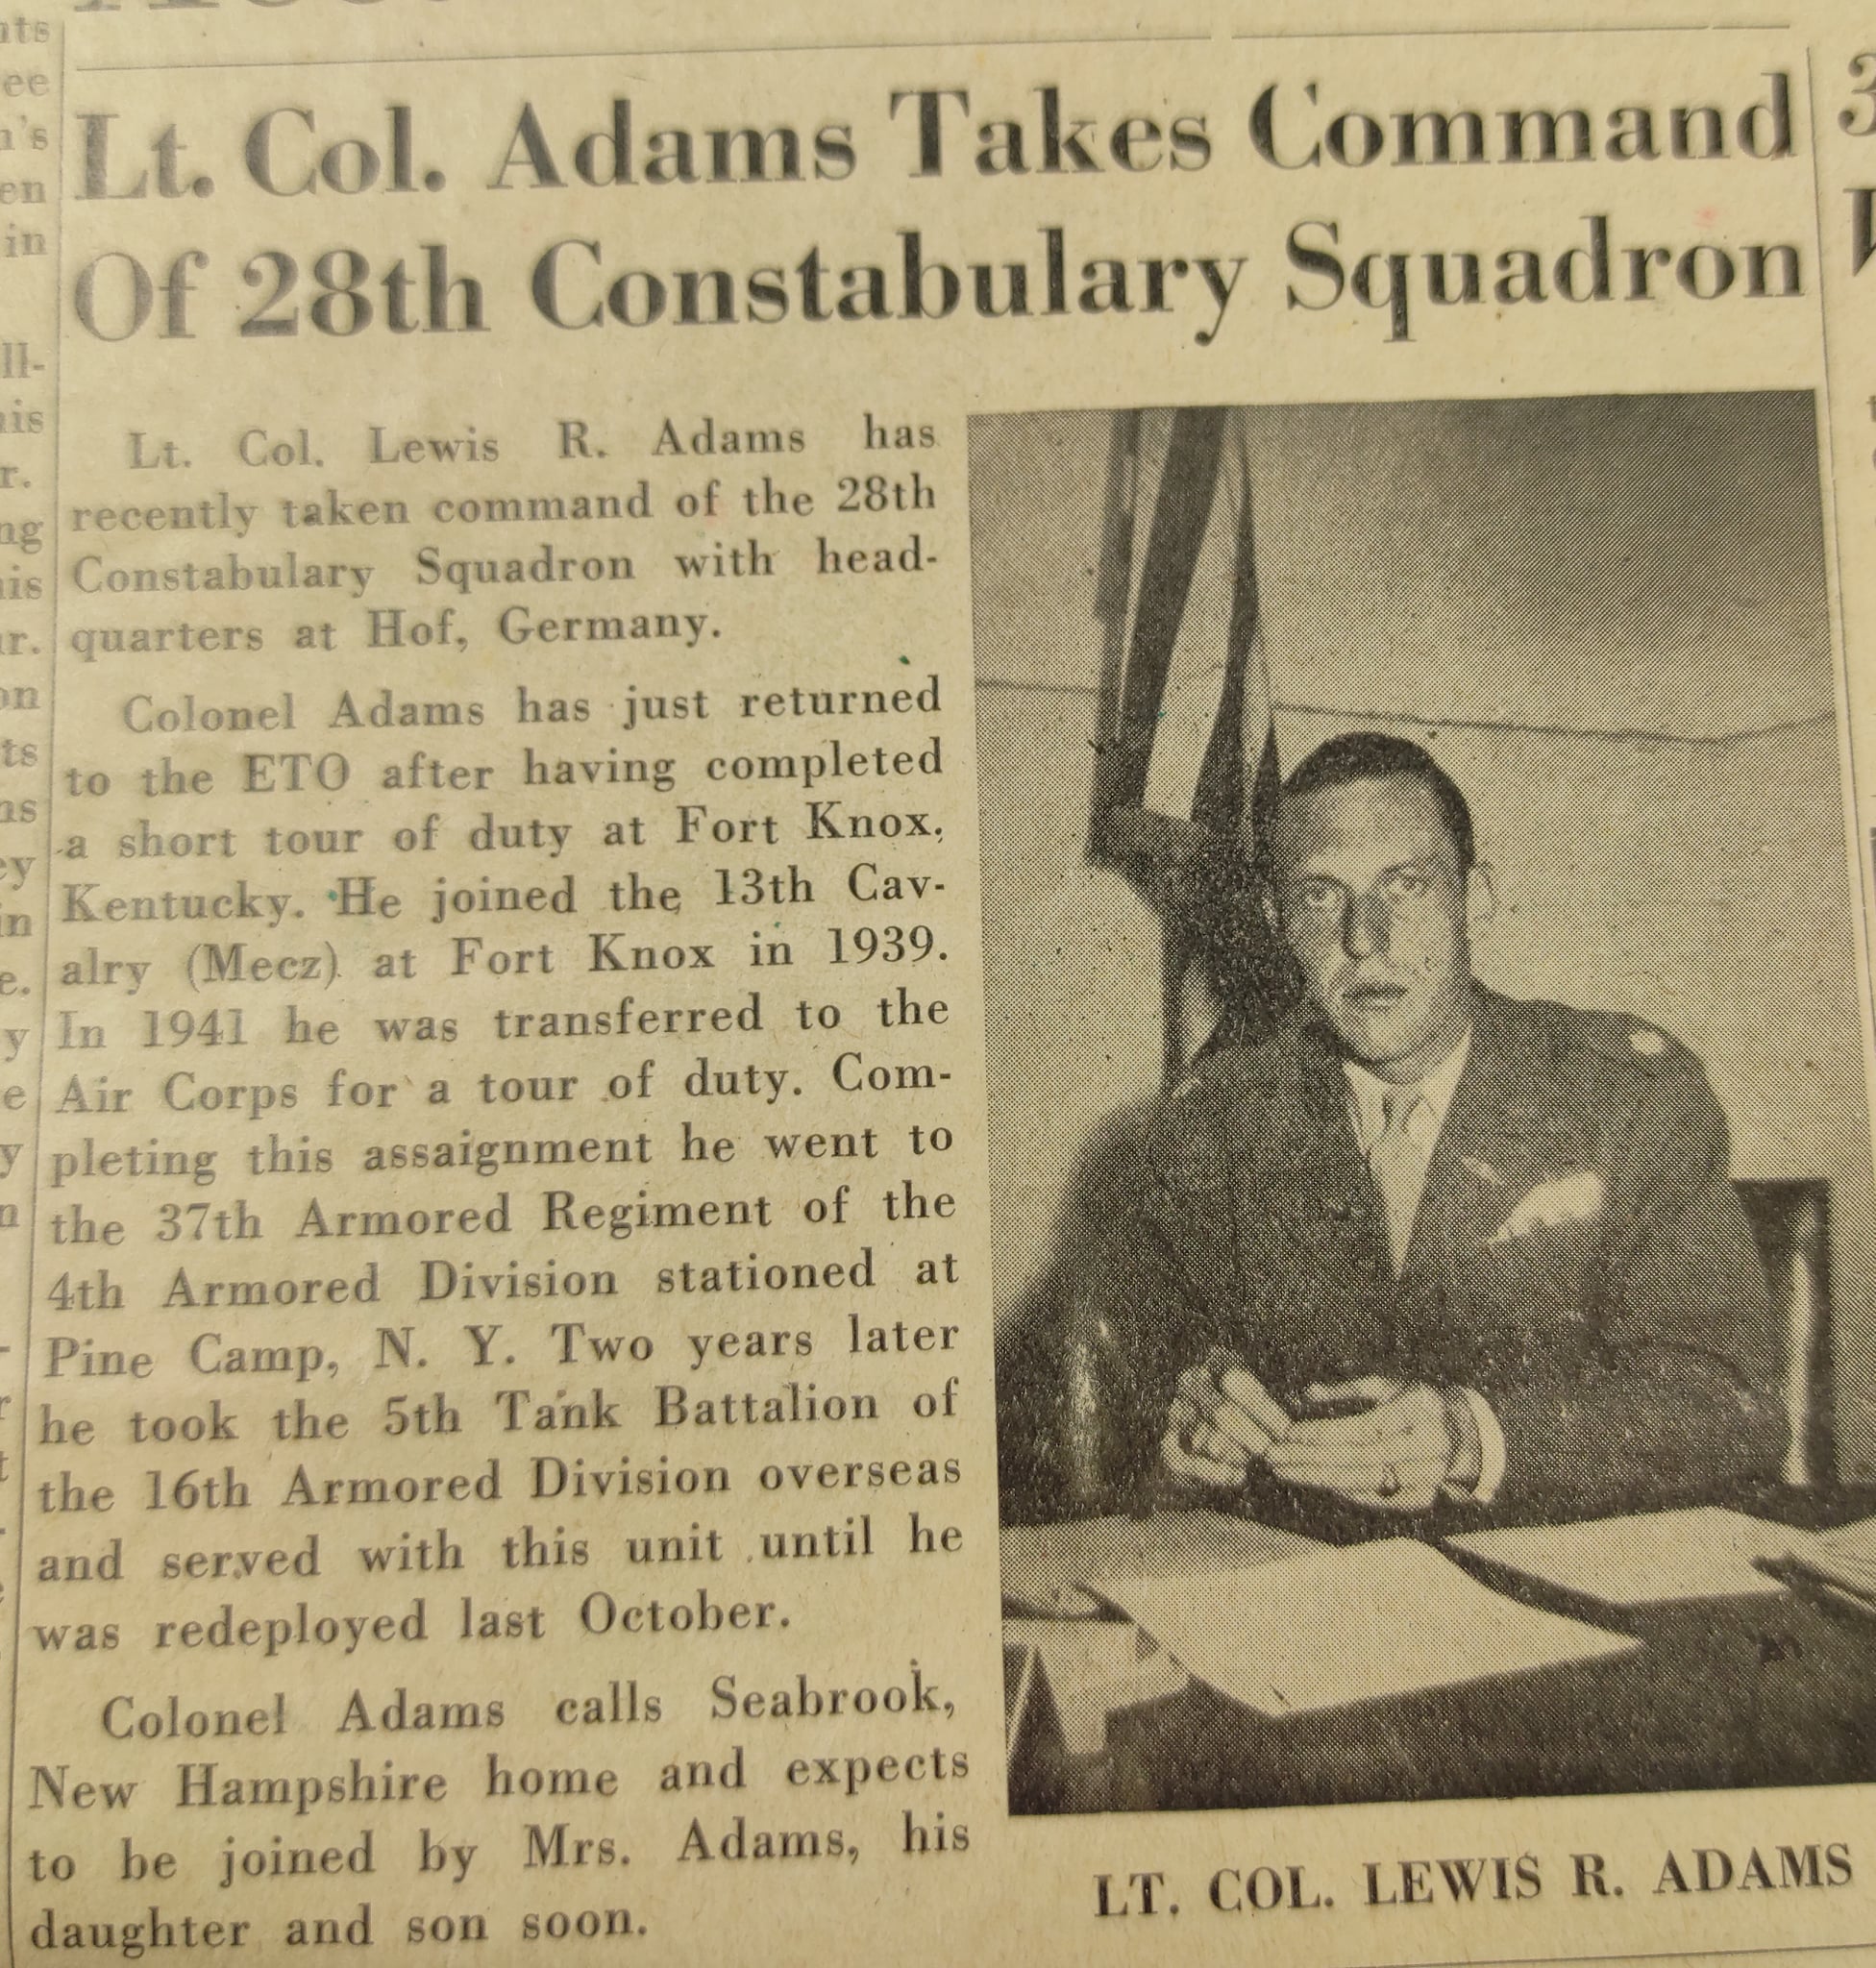 Lt. Col. Adams Takes Command
Of 28th Constabulary Squadron
Lt. Col. Lewis R. Adams has
recently taken command of the 28th
Constabulary Squadron with head-
quarters at Hof, Germany.
Colonel Adams has just returned
to the ETO after having completed
a short tour of duty at Fort Knox,
Kentucky. He joined the 13th Cav-
alry (Mecz) at Fort Knox in 1939.
In 1941 he was transferred to the
Air Corps for a tour of duty. Com-
pleting this assaignment he went to
the 37th Armored Regiment of the
4th Armored Division stationed at
Pine Camp, N. Y. Two years later
he took the 5th Tank Battalion of
the 16th Armored Division overseas
and served with this unit until he
was redeployed last October.
Colonel Adams calls Seabrook,
New Hampshire home and expects
to be joined by Mrs. Adams, his
daughter and son soon.
LT. COL. LEWIS R. ADAMS